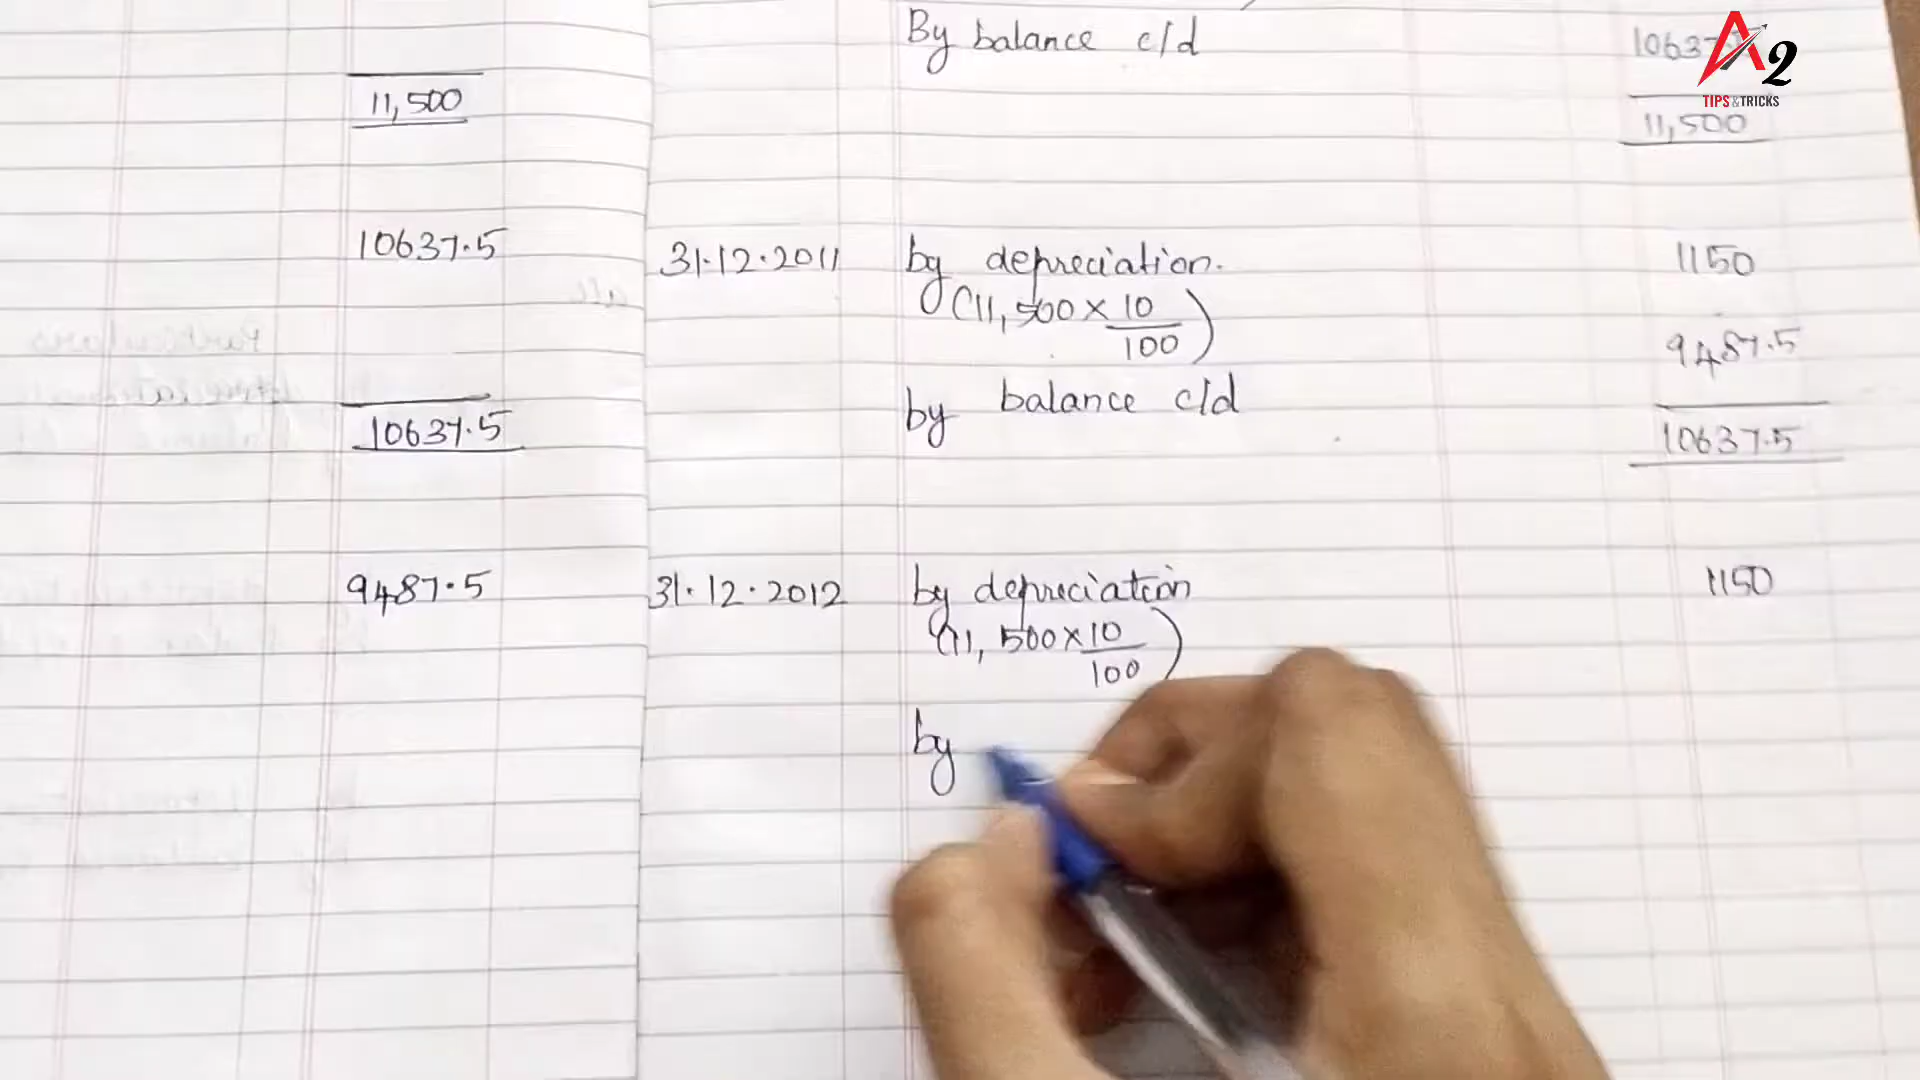 By balance c/d
A2
TIPS & TRICKS
11,500
11,500
10637.5 31.12.2011 by depreciation. 1150
(11,500 × 10/100)
9487.5
by balance c/d
10637.5
10637.5
9487.5 31.12.2012 by depreciation 1150
(11,500 × 10/100)
by